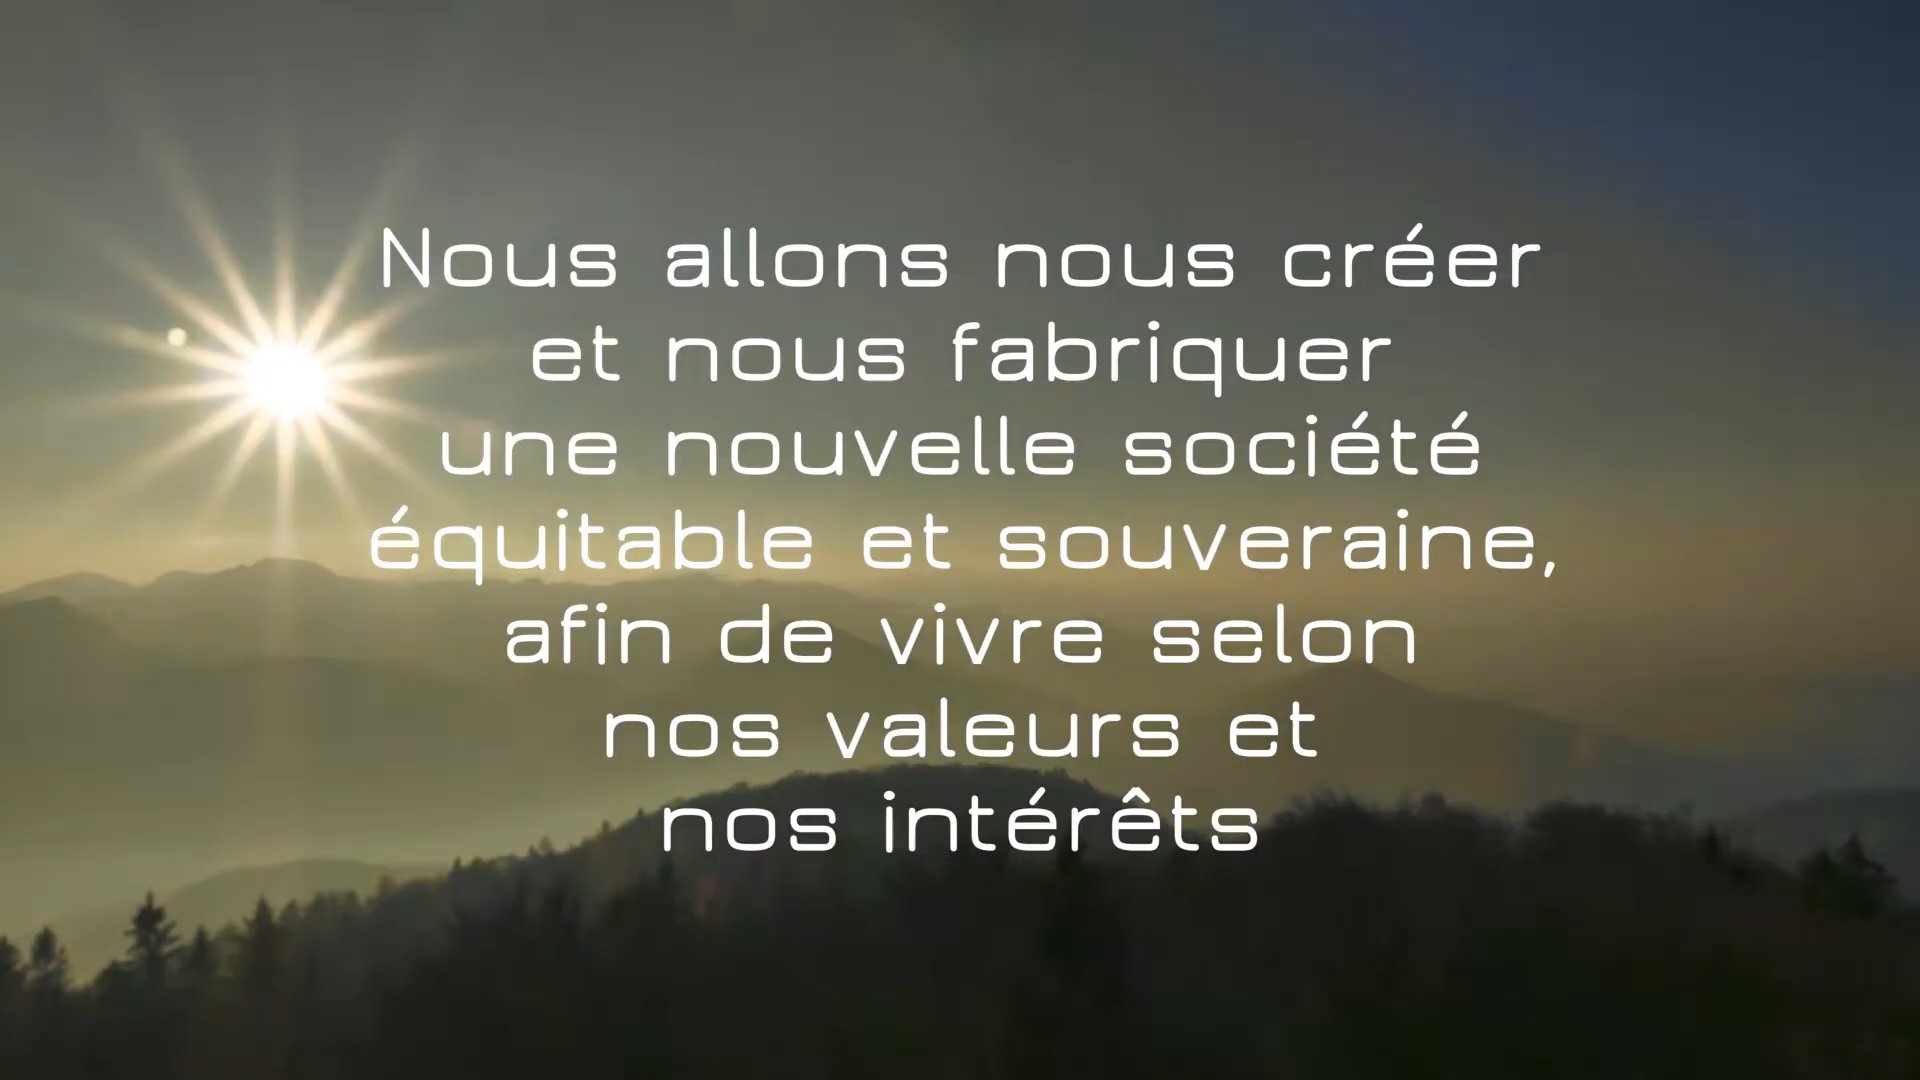 Nous allons nous créer
et nous fabriquer
une nouvelle société
équitable et souveraine,
afin de vivre selon
nos valeurs et
nos intérêts